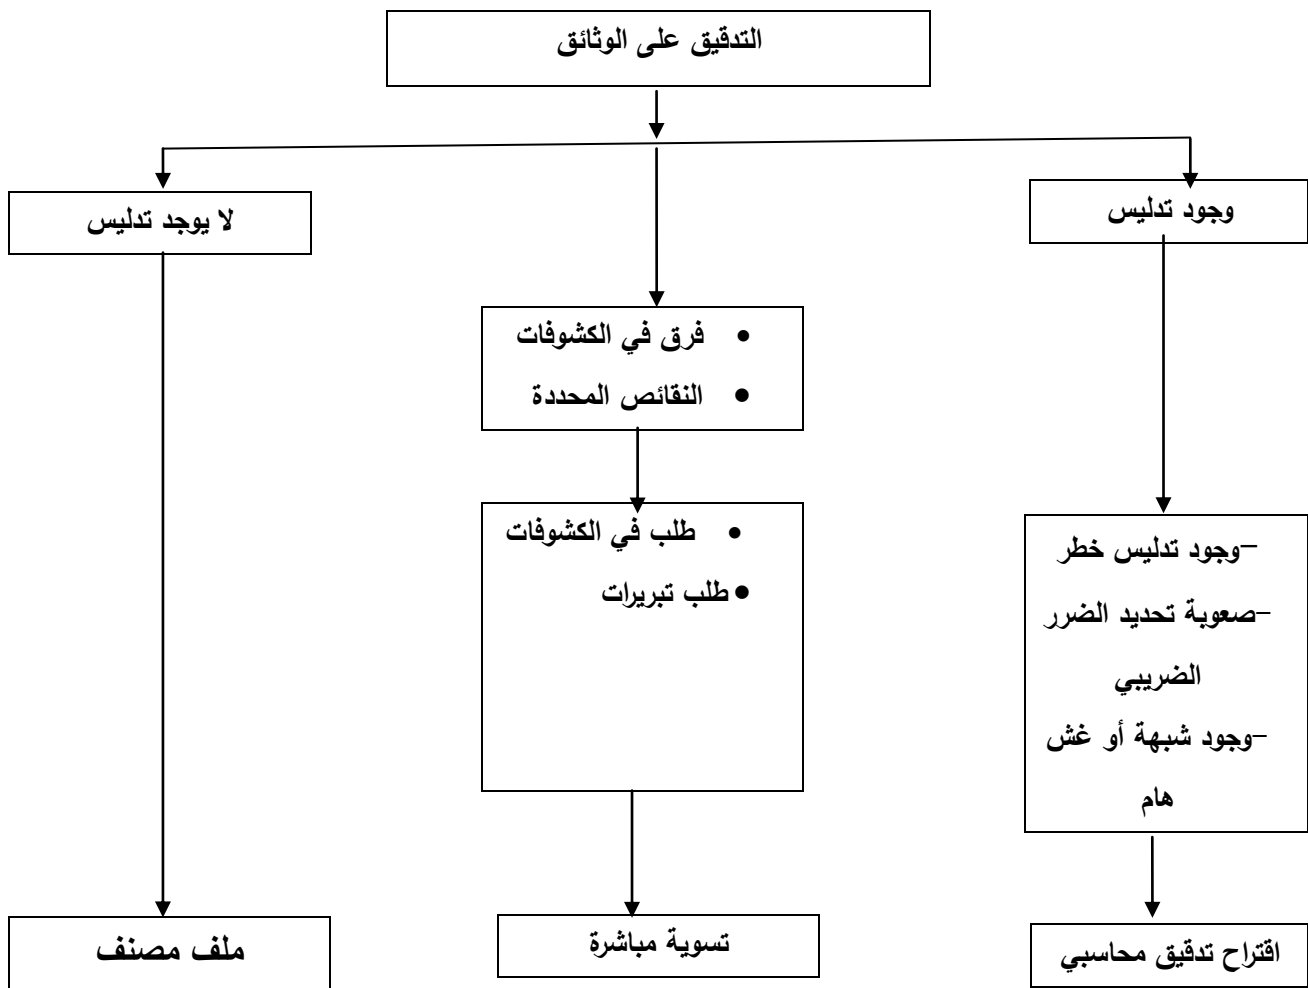 التدقيق على الوثائق
وجود تدليس
لا يوجد تدليس
• فرق في الكشوفات
• النقائص المحددة
• طلب في الكشوفات
• طلب تبريرات
-وجود تدليس خطر
-صعوبة تحديد الضرر
الضريبي
-وجود شبهة أو غش
هام
اقتراح تدقيق محاسبي
تسوية مباشرة
ملف مصنف